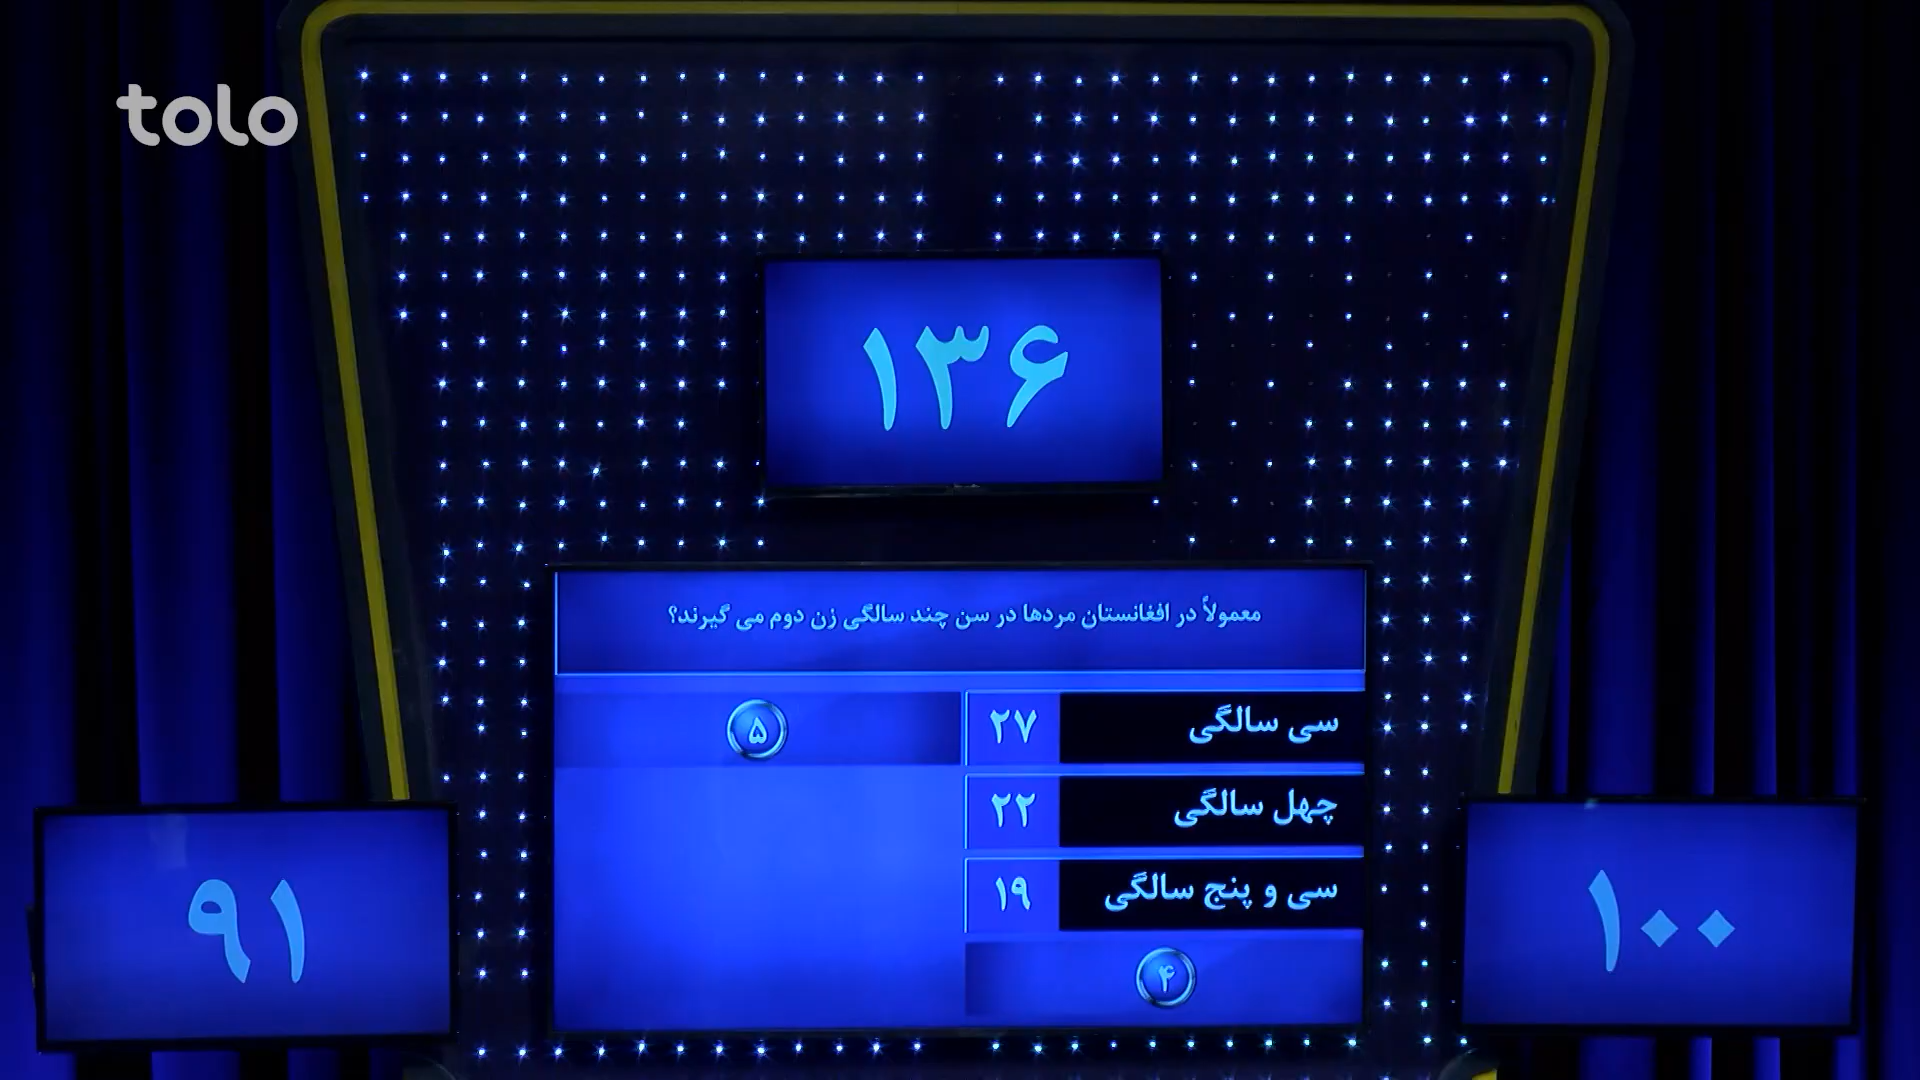 tolo
۱۳۶
معمولاً در افغانستان مردها در سن چند سالگی زن دوم می گیرند؟
سی سالگی ۲۷
چهل سالگی ۲۲
سی و پنج سالگی ۱۹
۴
۵
۹۱
۱۰۰